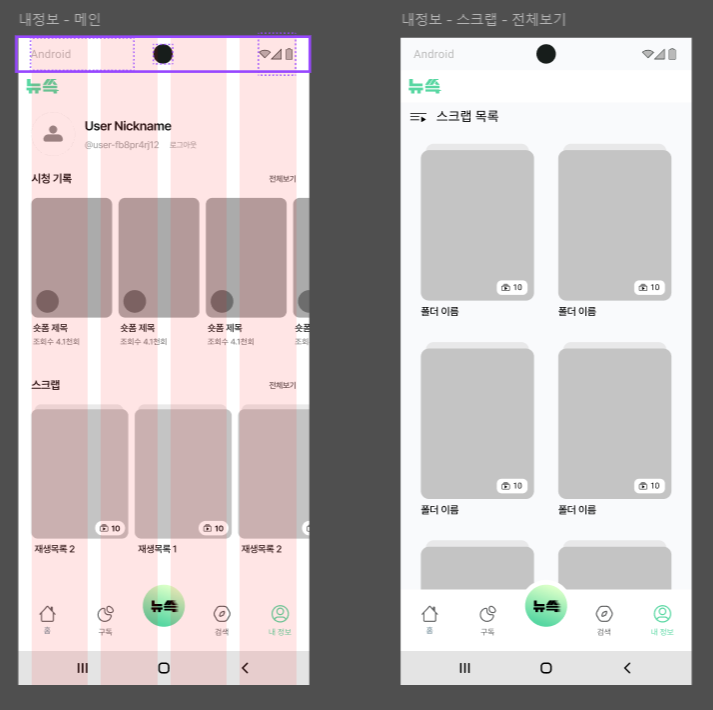 내정보 - 메인
Android
뉴쯕
User Nickname
@user-fb8pr4rj12 로그아웃
시청 기록 전체보기
숏폼 제목 숏폼 제목 숏폼 제목 숏폼
조회수 4.1천회 조회수 4.1천회 조회수 4.1천회 조회
스크랩 전체보기
10 10
재생목록 2 재생목록 1 재생목록 2
홈 구독 검색 내 정보
내정보 - 스크랩 - 전체보기
Android
스크랩 목록
10 10
폴더 이름 폴더 이름
10 10
폴더 이름 폴더 이름
홈 구독 검색 내 정보